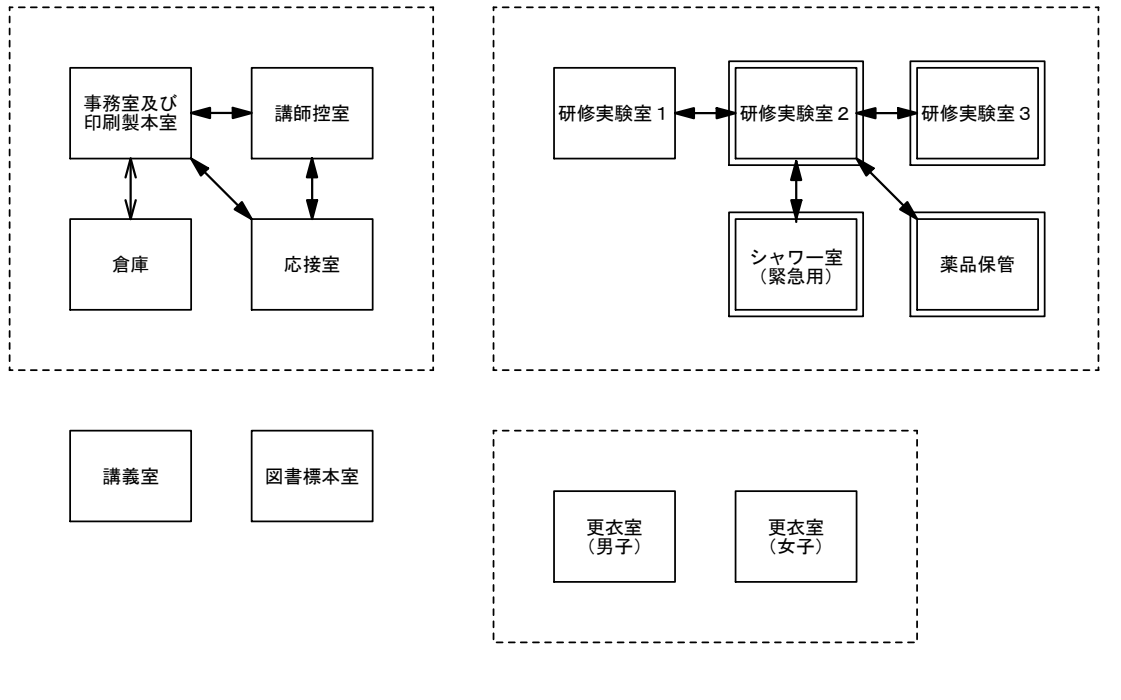 事務室及び
印刷製本室
講師控室
研修実験室１
研修実験室２
研修実験室３
倉庫
応接室
シャワー室
（緊急用）
薬品保管
講義室
図書標本室
更衣室
（男子）
更衣室
（女子）